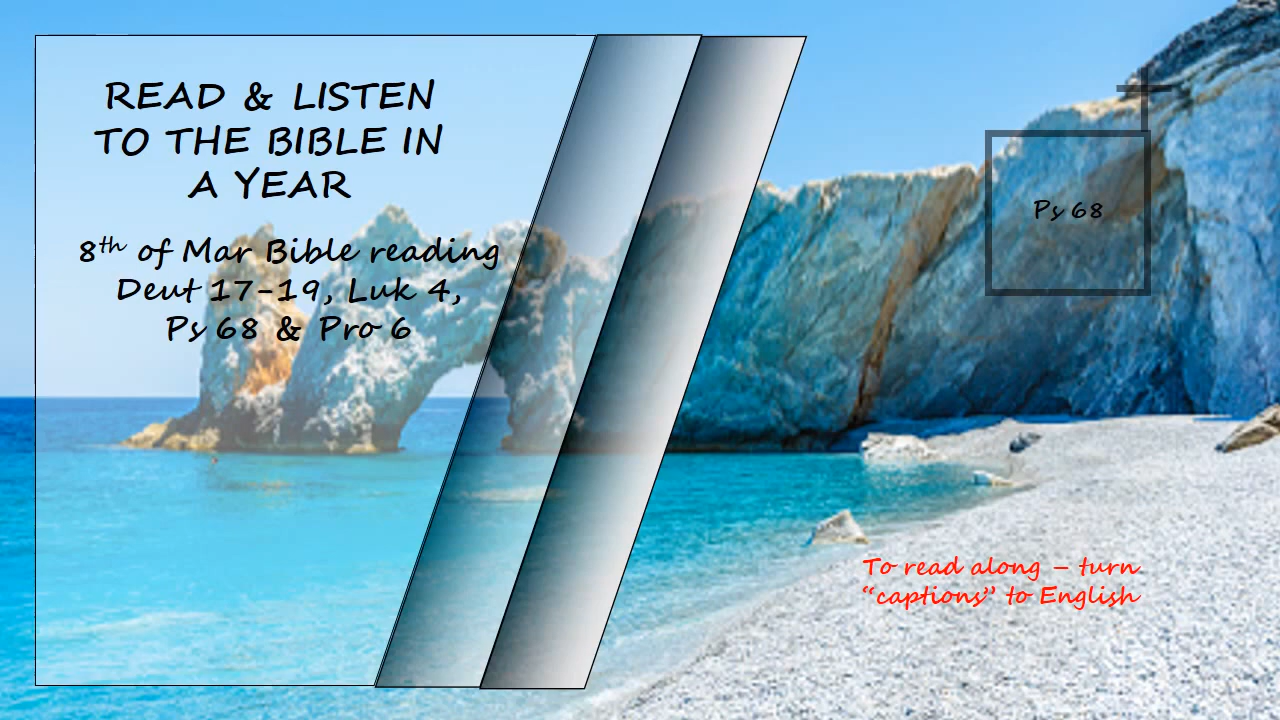 READ & LISTEN
TO THE BIBLE IN
A YEAR
8th of Mar Bible reading
Deut 17-19, Luk 4,
Ps 68 & Pro 6
Ps 68
To read along – turn
“captions” to English